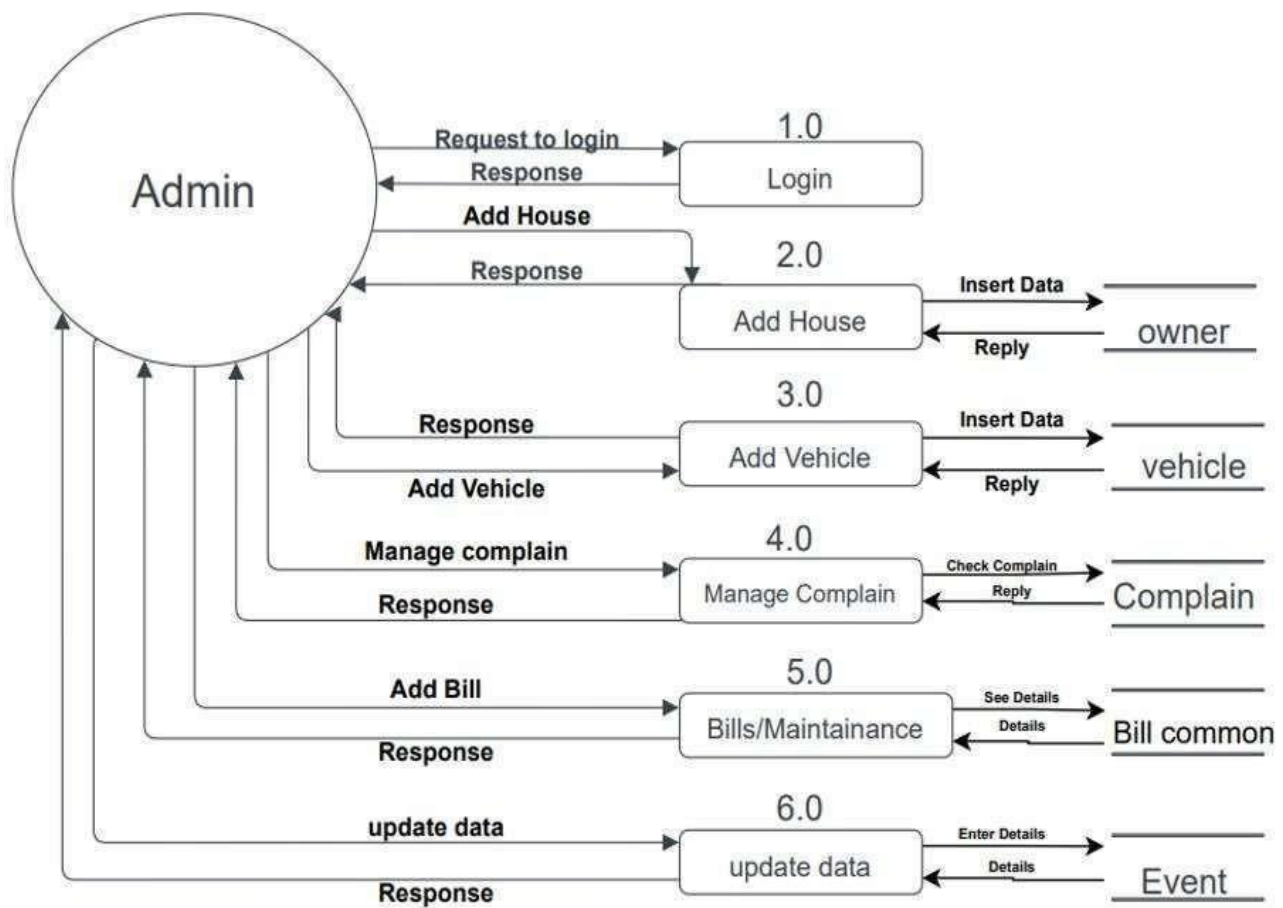 Admin
Request to login
Response
1.0
Login
Add House
Response
2.0
Add House
Insert Data
Reply
owner
3.0
Response
Add Vehicle
Add Vehicle
Insert Data
Reply
vehicle
4.0
Manage complain
Response
Manage Complain
Check Complain
Reply
Complain
5.0
Add Bill
Response
Bills/Maintainance
See Details
Details
Bill common
6.0
update data
Response
update data
Enter Details
Details
Event